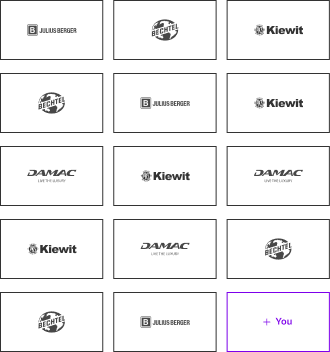 B JULIUS BERGER
BECHTEL
Kiewit
BECHTEL
B JULIUS BERGER
Kiewit
DAMAC
LIVE THE LUXURY
Kiewit
DAMAC
LIVE THE LUXURY
Kiewit
DAMAC
LIVE THE LUXURY
BECHTEL
BECHTEL
B JULIUS BERGER
+ You